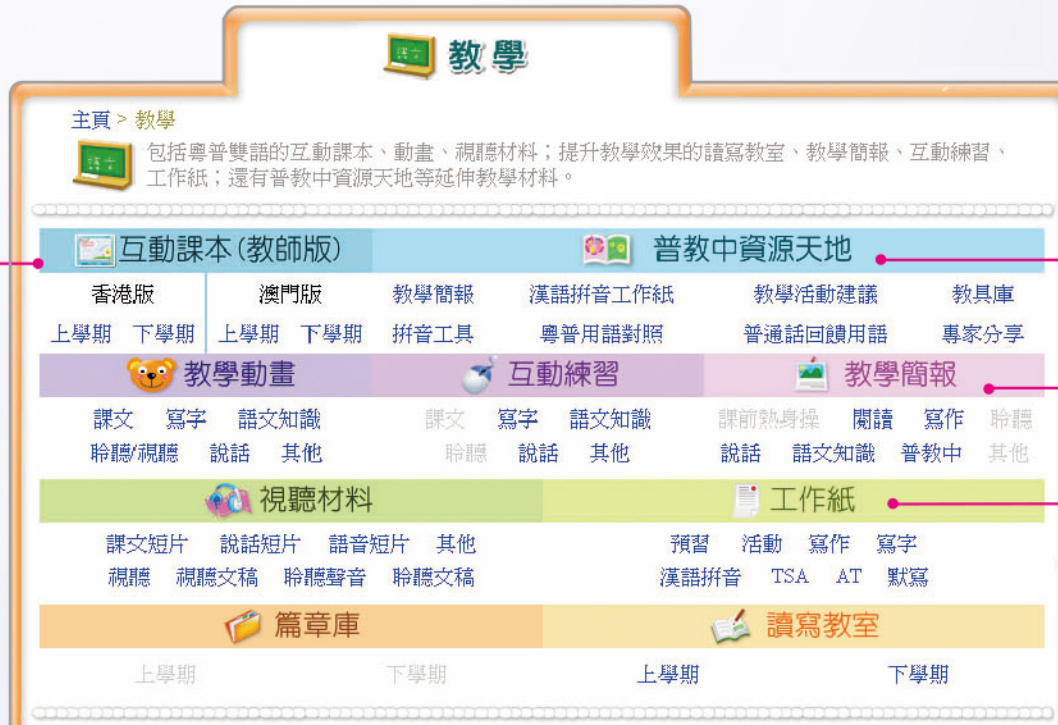 教學
主頁 > 教學
包括粵普雙語的互動課本、動畫、視聽材料；提升教學效果的讀寫教室、教學簡報、互動練習、
工作紙；還有普教中資源天地等延伸教學材料。
互動課本(教師版) 普教中資源天地
香港版 澳門版 教學簡報 漢語拼音工作紙 教學活動建議 教具庫
上學期 下學期 上學期 下學期 拼音工具 粵普用語對照 普通話回饋用語 專家分享
教學動畫 互動練習 教學簡報
課文 寫字 語文知識 課文 寫字 語文知識 課前熱身操 閱讀 寫作 聆聽
聆聽/視聽 說話 其他 聆聽 說話 其他 說話 語文知識 普教中 其他
視聽材料 工作紙
課文短片 說話短片 語音短片 其他 預習 活動 寫作 寫字
視聽 視聽文稿 聆聽聲音 聆聽文稿 漢語拼音 TSA AT 默寫
篇章庫 讀寫教室
上學期 下學期 上學期 下學期